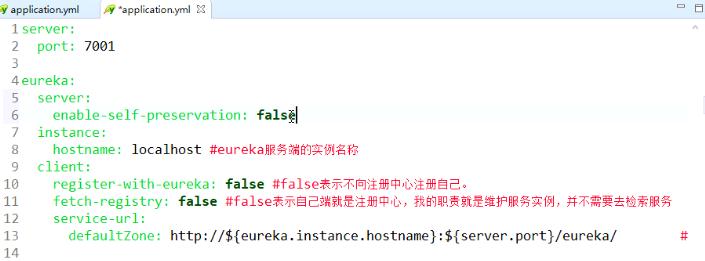 application.yml
*application.yml
1 server:
2   port: 7001
3
4 eureka:
5   server:
6     enable-self-preservation: false
7   instance:
8     hostname: localhost #eureka服务端的实例名称
9   client:
10     register-with-eureka: false #false表示不向注册中心注册自己。
11     fetch-registry: false #false表示自己端就是注册中心，我的职责就是维护服务实例，并不需要去检索服务
12     service-url:
13       defaultZone: http://${eureka.instance.hostname}:${server.port}/eureka/ #
14